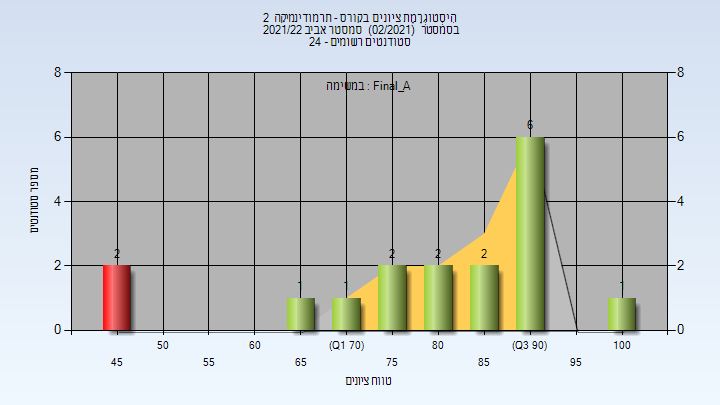 היסטוגרמת ציונים בקורס - תרמודינמיקה 2
בסמסטר (02/2021) סמסטר אביב 2021/22
סטודנטים רשומים - 24
במשימה : Final_A
8 8
6 6
4 4
2 2
0 0
מספר סטודנטים
2 1 1 2 2 2 6 1
50 60 (Q1 70) 80 (Q3 90) 100
45 55 65 75 85 95
טווח ציונים